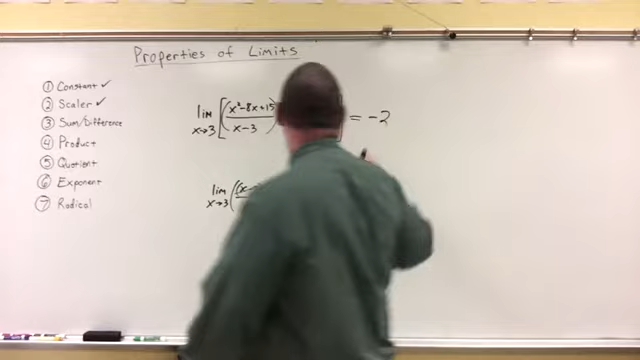 Properties of Limits
① Constant ✓
② Scaler ✓
③ Sum/Difference
④ Product
⑤ Quotient
⑥ Exponent
⑦ Radical
lim x→3 [(x²-8x+15 / x-3) = -2
lim x→3 ((x-